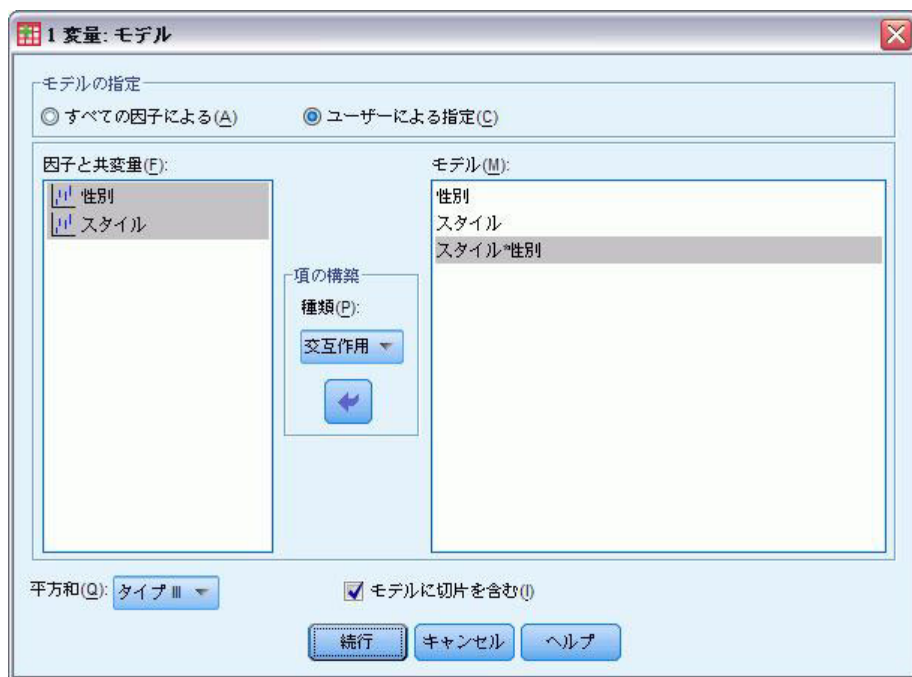 1 変量: モデル
モデルの指定
すべての因子による(A)
ユーザーによる指定(C)
因子と共変量(F):
性別
スタイル
項の構築
種類(P):
交互作用
モデル(M):
性別
スタイル
スタイル*性別
平方和(Q):
タイプ III
モデルに切片を含む(I)
続行
キャンセル
ヘルプ